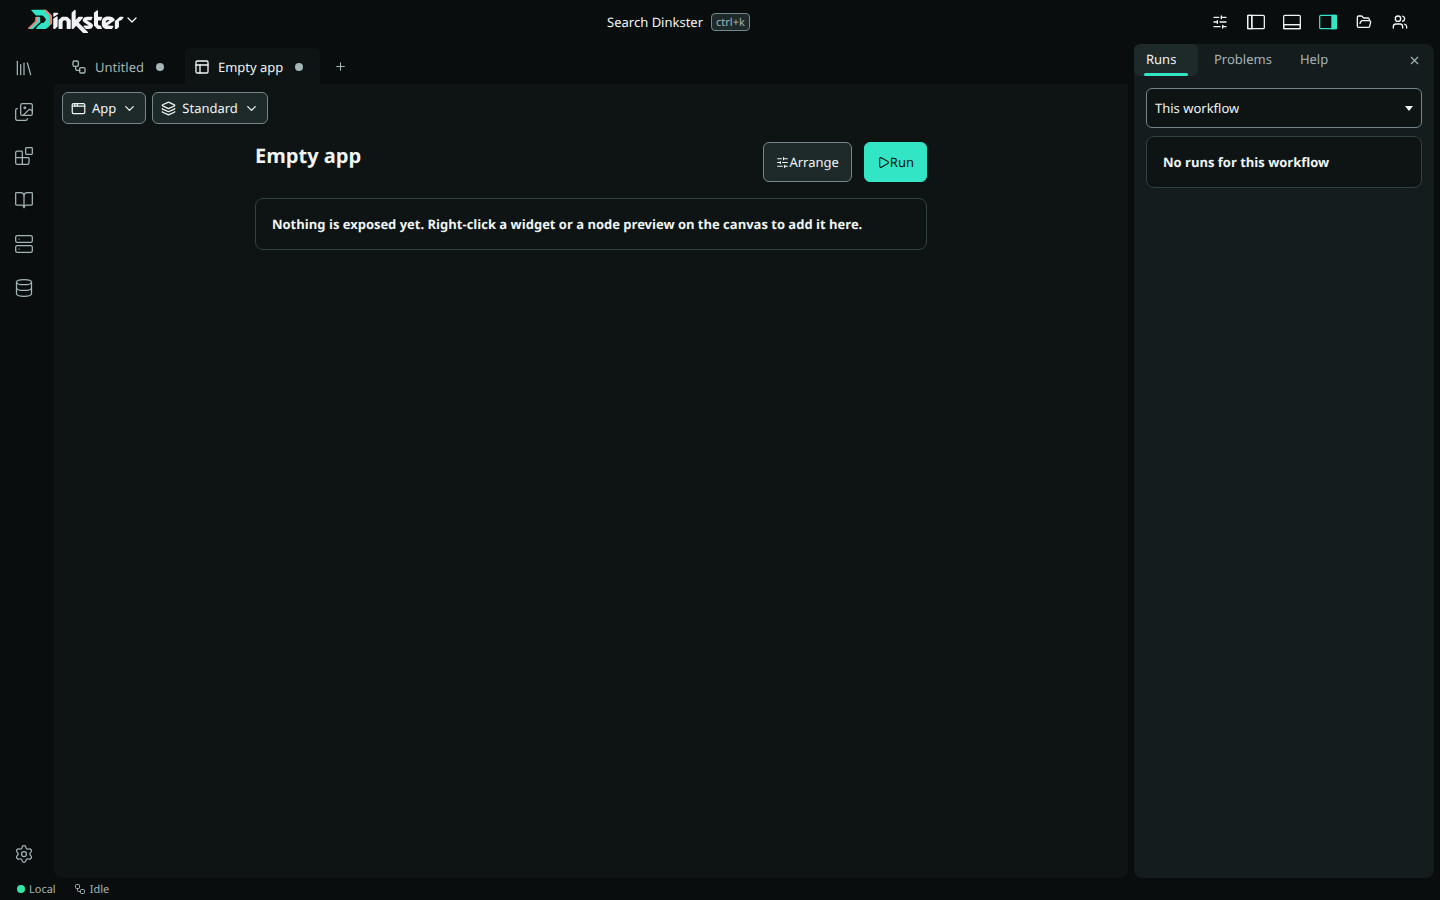 Dinkster
Search Dinkster ctrl+k
Untitled
Empty app
App
Standard
Empty app
Arrange
Run
Nothing is exposed yet. Right-click a widget or a node preview on the canvas to add it here.
Runs
Problems
Help
This workflow
No runs for this workflow
Local
Idle